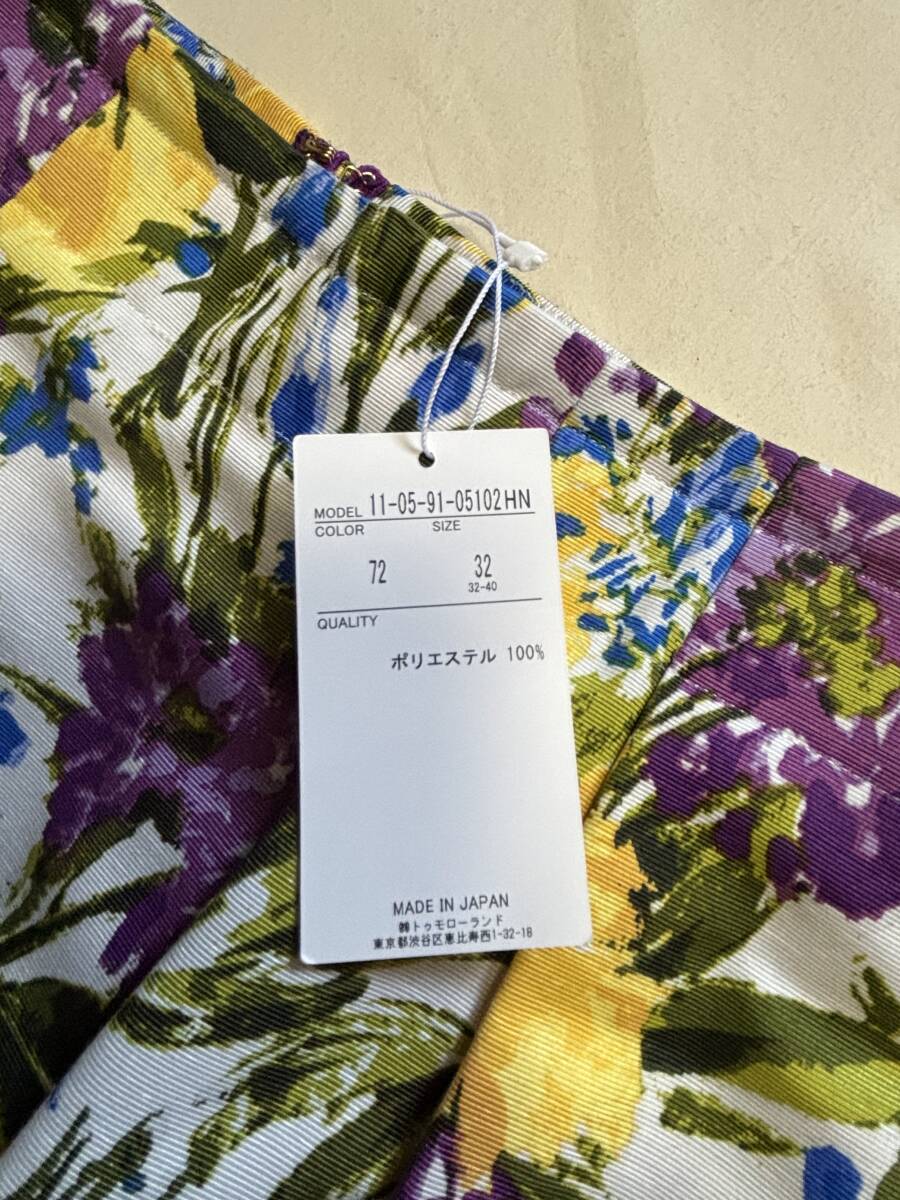 MODEL 11-05-91-05102HN
COLOR SIZE
72 32
32-40
QUALITY
ポリエステル 100%
MADE IN JAPAN
㈱トゥモローランド
東京都渋谷区恵比寿西1-32-18